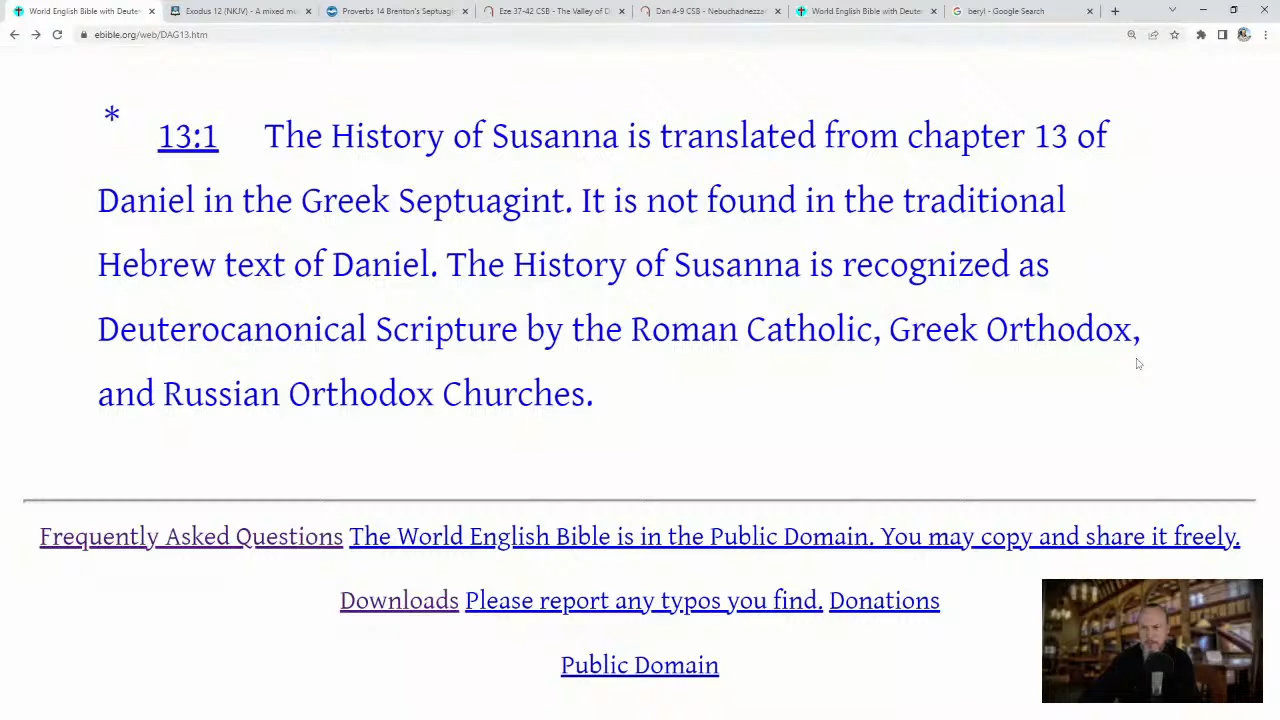 World English Bible with Deuter
Exodus 12 (NKJV) - A mixed mu
Proverbs 14 Brenton's Septuagi
Eze 37-42 CSB - The Valley of D
Dan 4-9 CSB - Nebuchadnezza
World English Bible with Deuter
beryl - Google Search
ebible.org/web/DAG13.htm
* 13:1 The History of Susanna is translated from chapter 13 of
Daniel in the Greek Septuagint. It is not found in the traditional
Hebrew text of Daniel. The History of Susanna is recognized as
Deuterocanonical Scripture by the Roman Catholic, Greek Orthodox,
and Russian Orthodox Churches.
Frequently Asked Questions The World English Bible is in the Public Domain. You may copy and share it freely.
Downloads Please report any typos you find. Donations
Public Domain